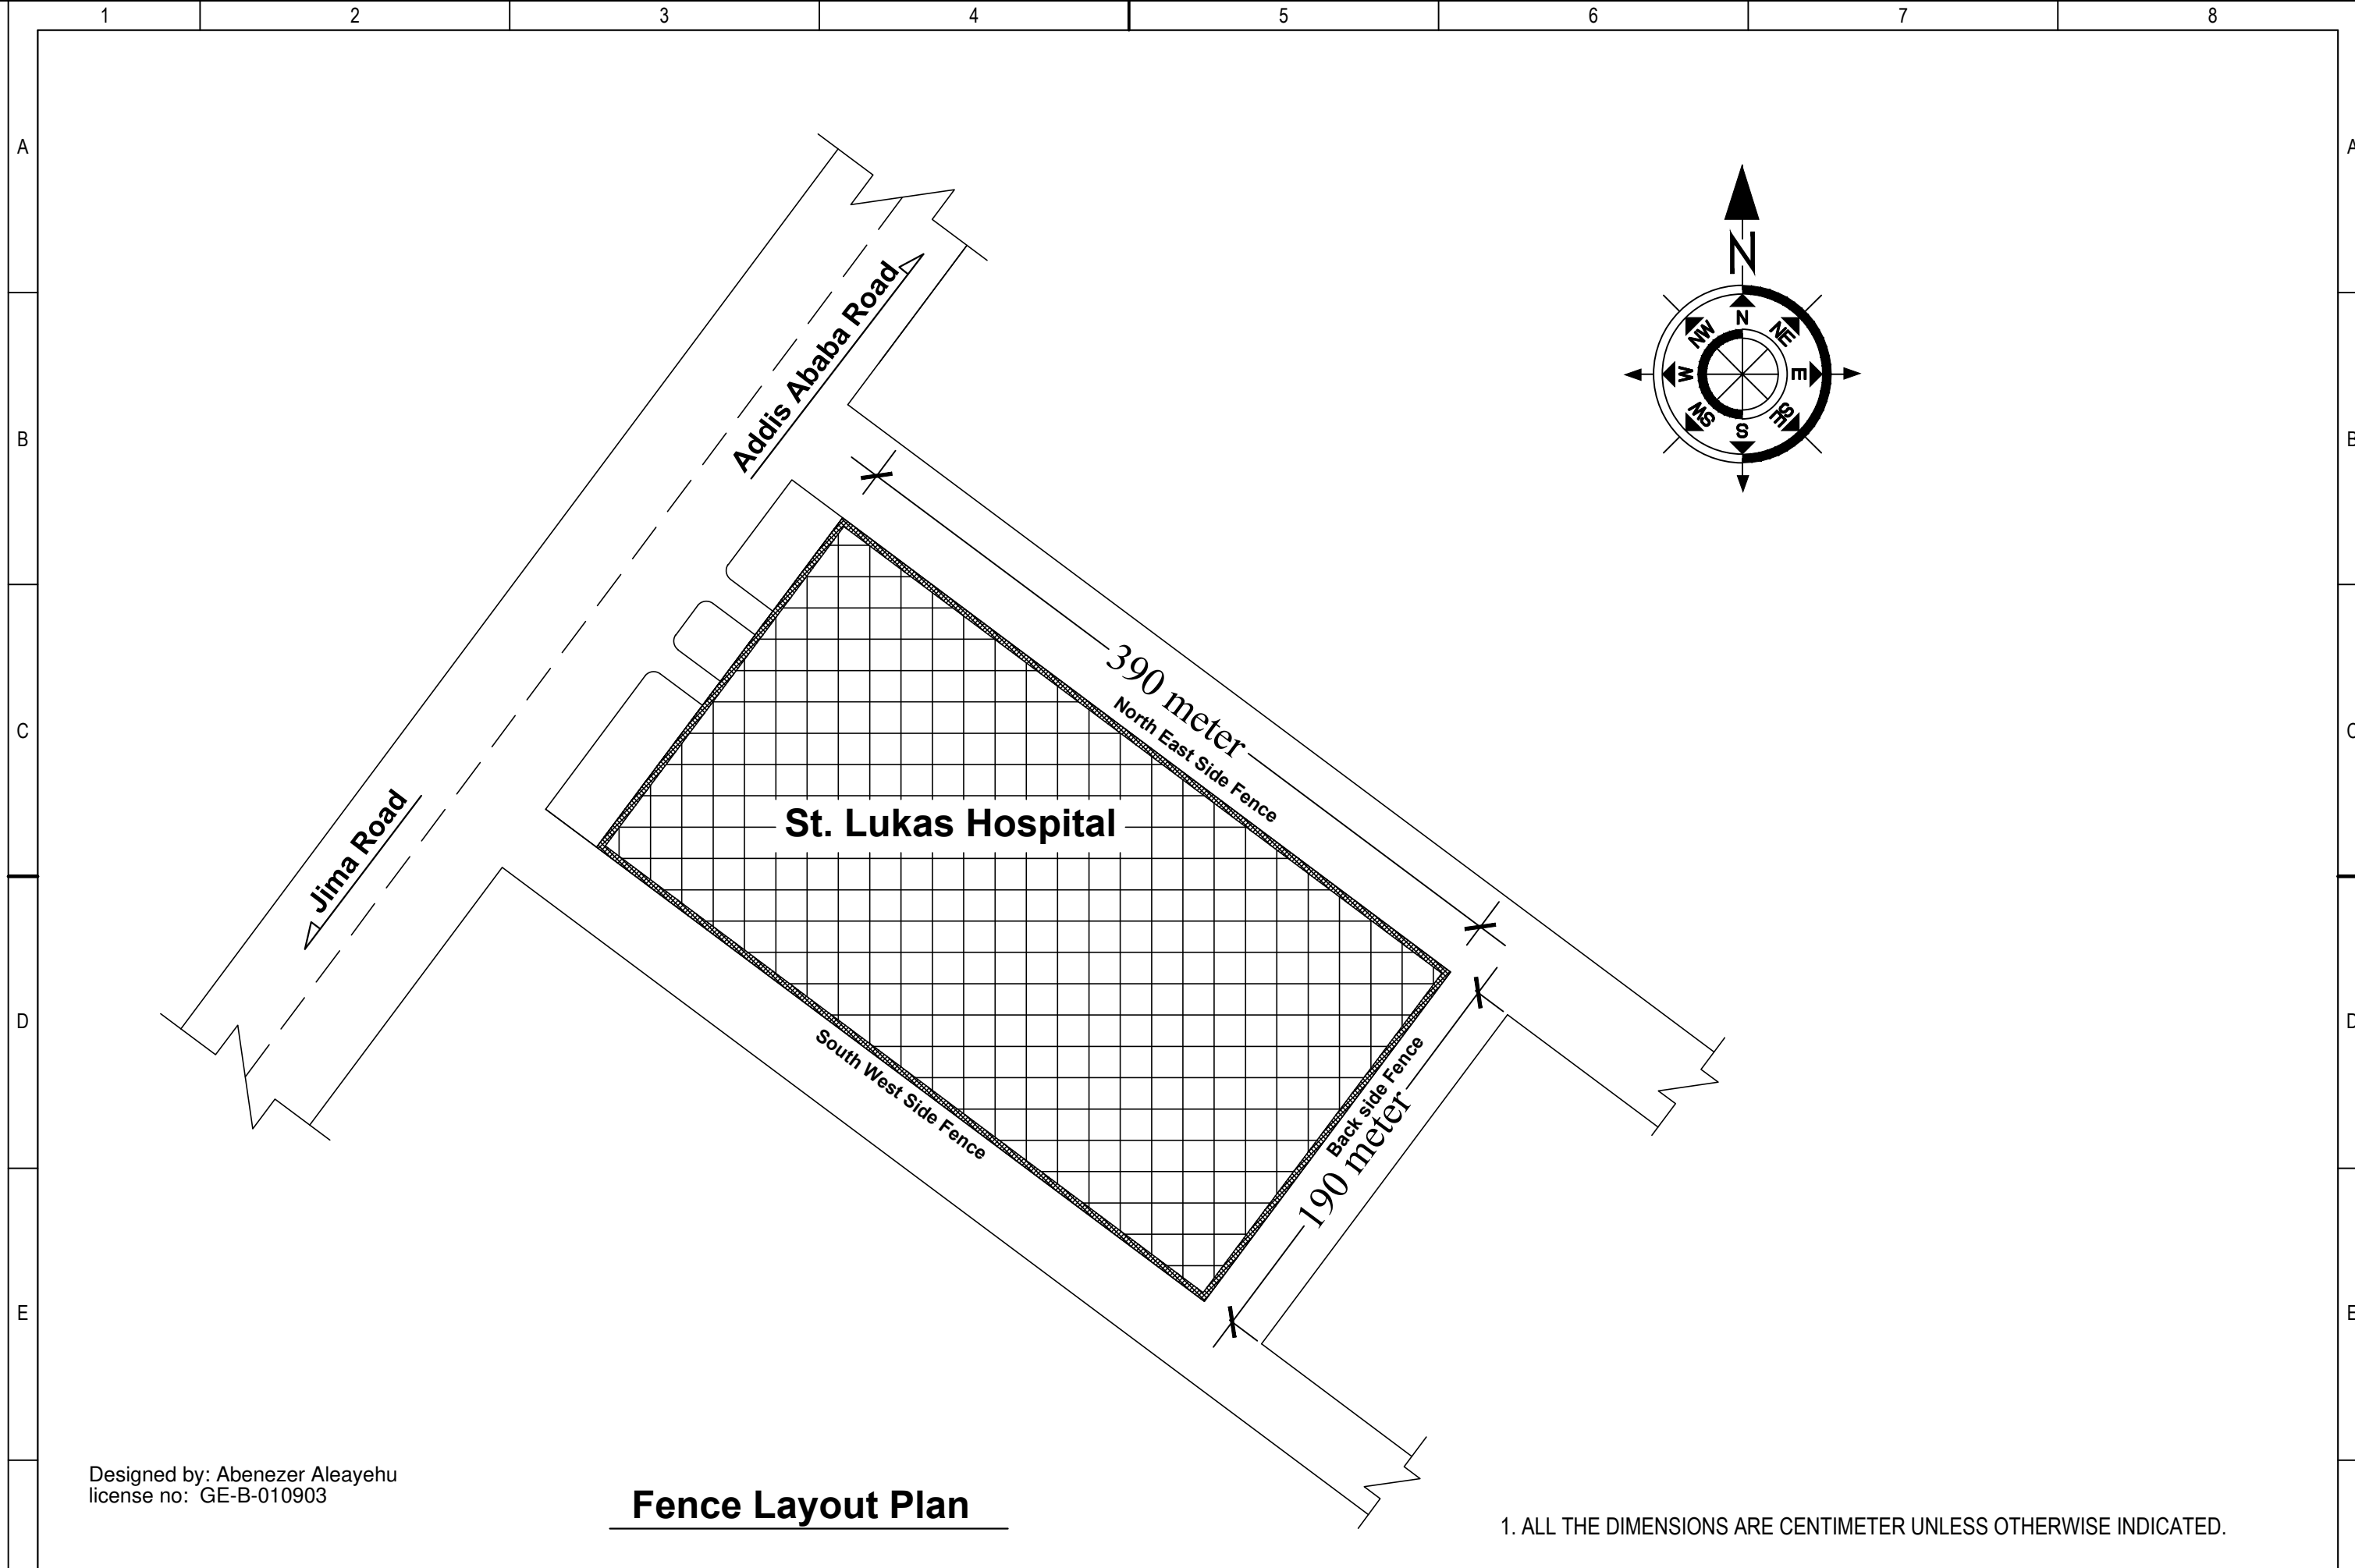 1 2 3 4 5 6 7 8
A A
N
Addis Ababa Road
N
NW NE
W E
SW SE
S
B B
390 meter
North East Side Fence
C C
St. Lukas Hospital
Jima Road
D D
South West Side Fence
Back side Fence
190 meter
E E
Designed by: Abenezer Aleayehu
license no: GE-B-010903
Fence Layout Plan
1. ALL THE DIMENSIONS ARE CENTIMETER UNLESS OTHERWISE INDICATED.